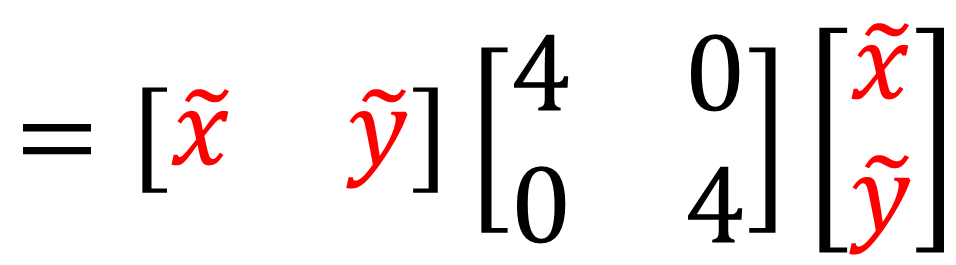 = [x̃ ỹ] [4 0
0 4] [x̃
ỹ]